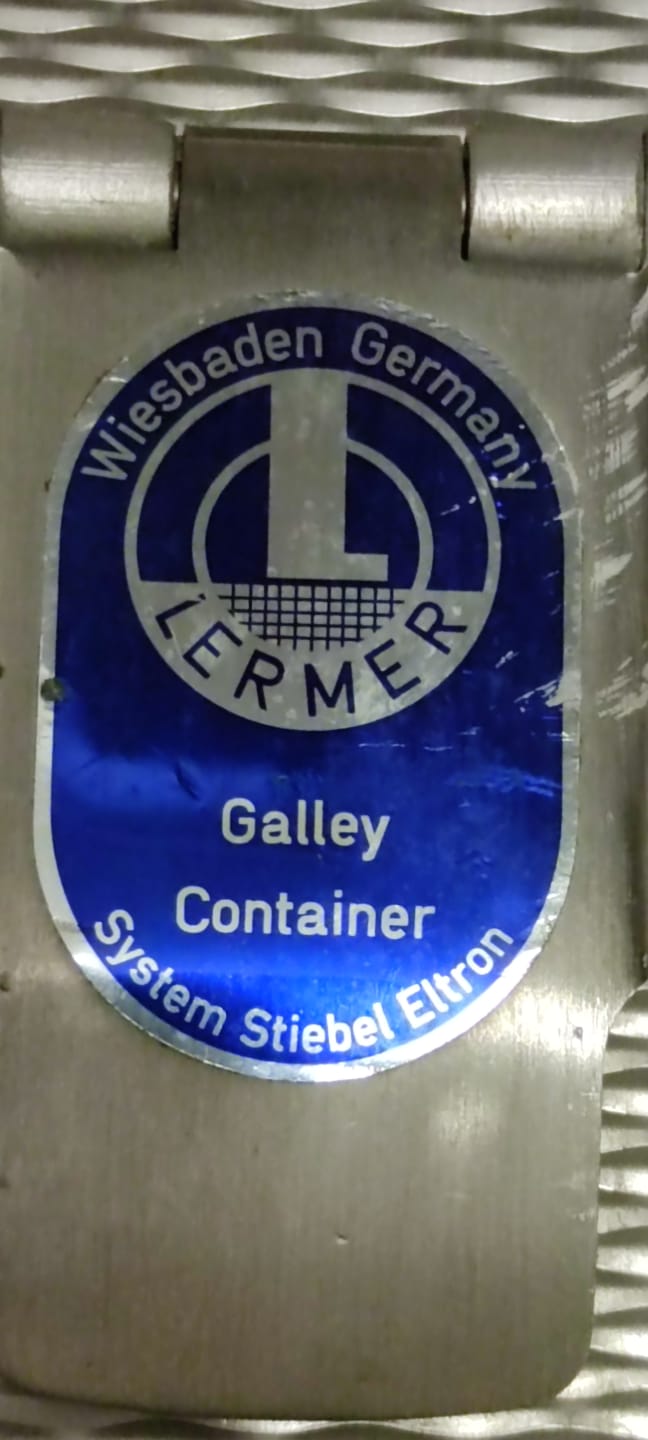 Wiesbaden Germany
L
LERMER
Galley
Container
System Stiebel Eltron